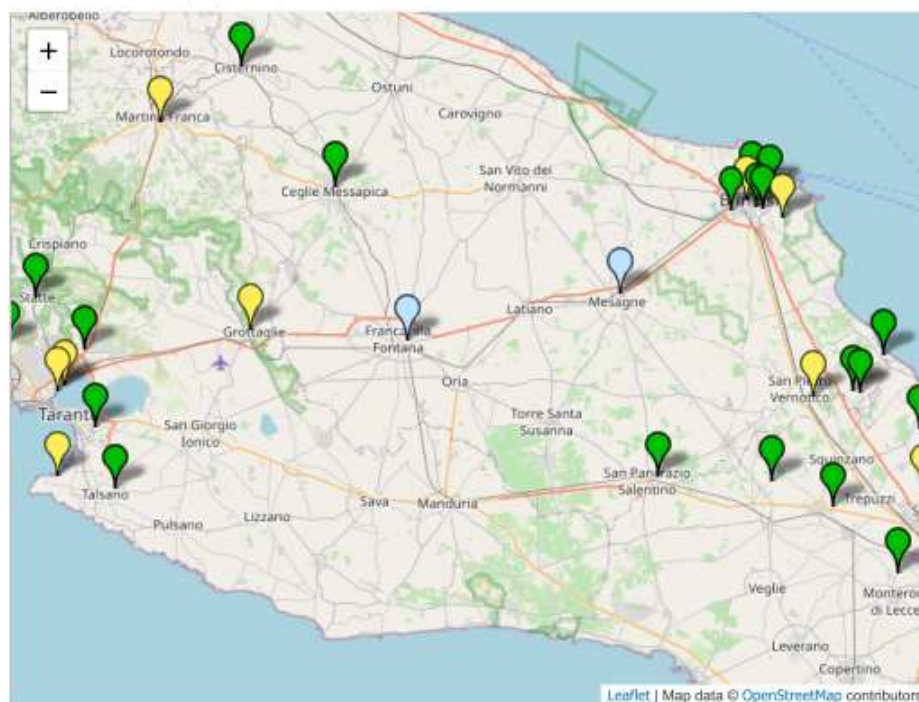 Alberobello
+
Locorotondo
Cisternino
−
Ostuni
Martina Franca
Carovigno
San Vito dei
Normanni
Ceglie Messapica
Crispiano
Statte
Mesagne
Latiano
Grottaglie
Francavilla
Fontana
Oria
San Pietro
Vernotico
Taranto
San Giorgio
Ionico
Torre Santa
Susanna
Squinzano
San Pancrazio
Salentino
Talsano
Trepuzzi
Sava
Manduria
Lizzano
Pulsano
Veglie
Monteroni
di Lecce
Leverano
Copertino
Leaflet | Map data © OpenStreetMap contributors